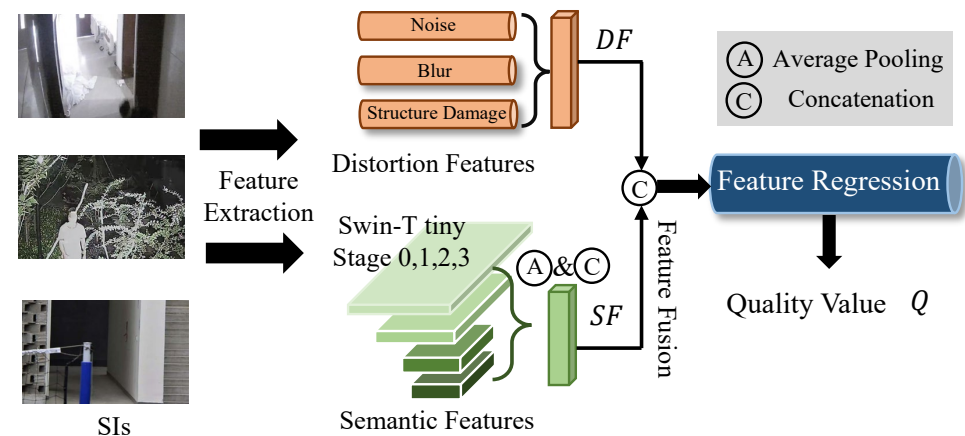 Noise
Blur
Structure Damage
Distortion Features
DF
A Average Pooling
C Concatenation
Feature
Extraction
C
Feature Regression
Swin-T tiny
Stage 0,1,2,3
A&C
SF
Feature Fusion
Quality Value Q
Semantic Features
SIs